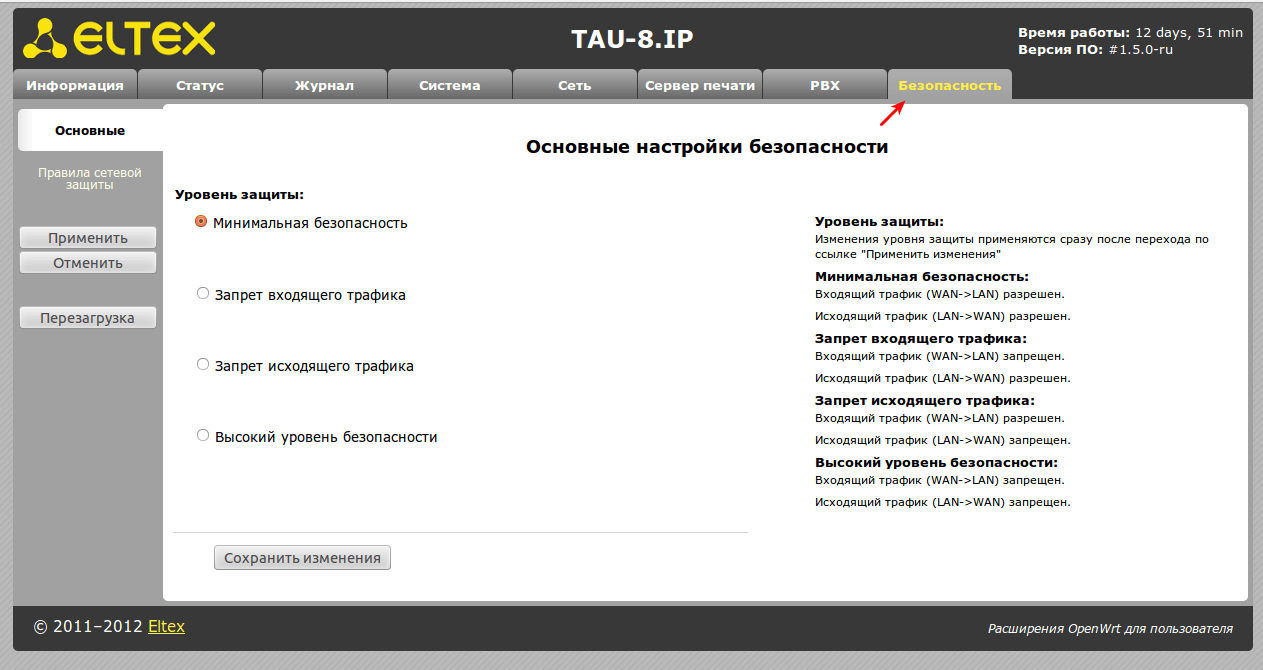 ELTEX
TAU-8.IP
Время работы: 12 days, 51 min
Версия ПО: #1.5.0-ru
Информация Статус Журнал Система Сеть Сервер печати PBX Безопасность
Основные
Правила сетевой
защиты
Применить
Отменить
Перезагрузка
Основные настройки безопасности
Уровень защиты:
Минимальная безопасность
Запрет входящего трафика
Запрет исходящего трафика
Высокий уровень безопасности
Сохранить изменения
Уровень защиты:
Изменения уровня защиты применяются сразу после перехода по
ссылке "Применить изменения"
Минимальная безопасность:
Входящий трафик (WAN->LAN) разрешен.
Исходящий трафик (LAN->WAN) разрешен.
Запрет входящего трафика:
Входящий трафик (WAN->LAN) запрещен.
Исходящий трафик (LAN->WAN) разрешен.
Запрет исходящего трафика:
Входящий трафик (WAN->LAN) разрешен.
Исходящий трафик (LAN->WAN) запрещен.
Высокий уровень безопасности:
Входящий трафик (WAN->LAN) запрещен.
Исходящий трафик (LAN->WAN) запрещен.
© 2011–2012 Eltex
Расширения OpenWrt для пользователя